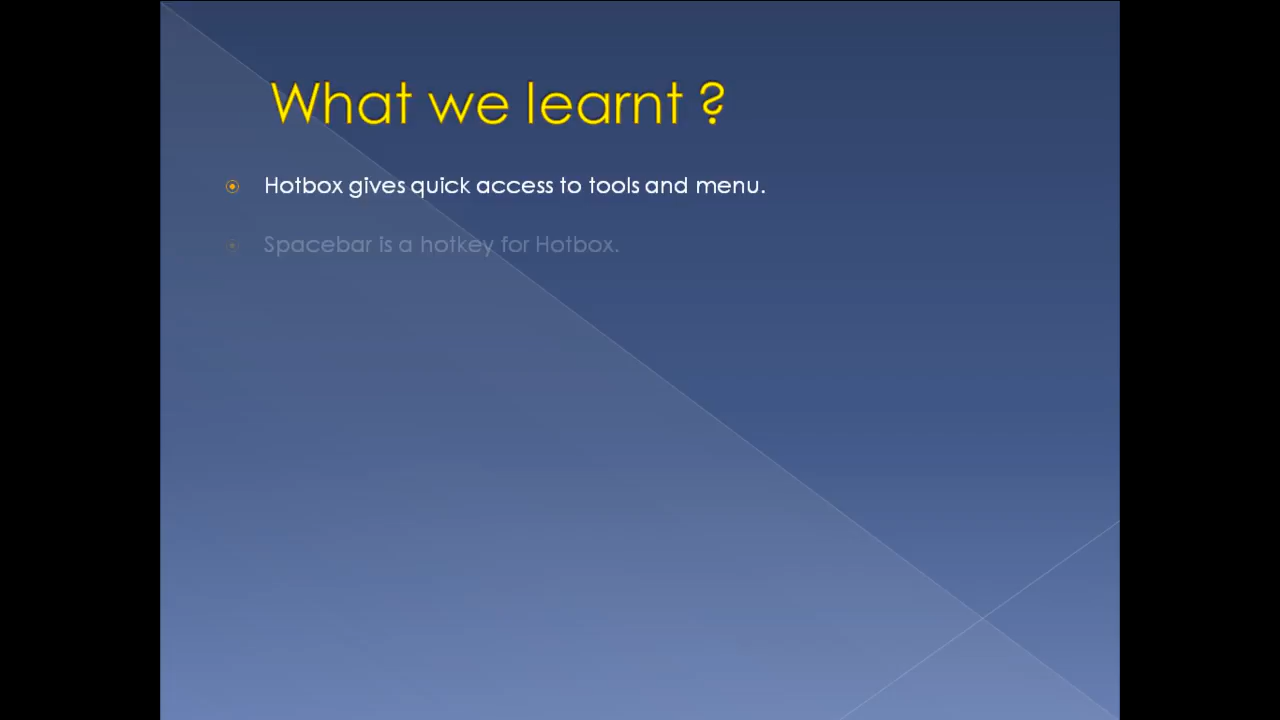 What we learnt ?
Hotbox gives quick access to tools and menu.
Spacebar is a hotkey for Hotbox.